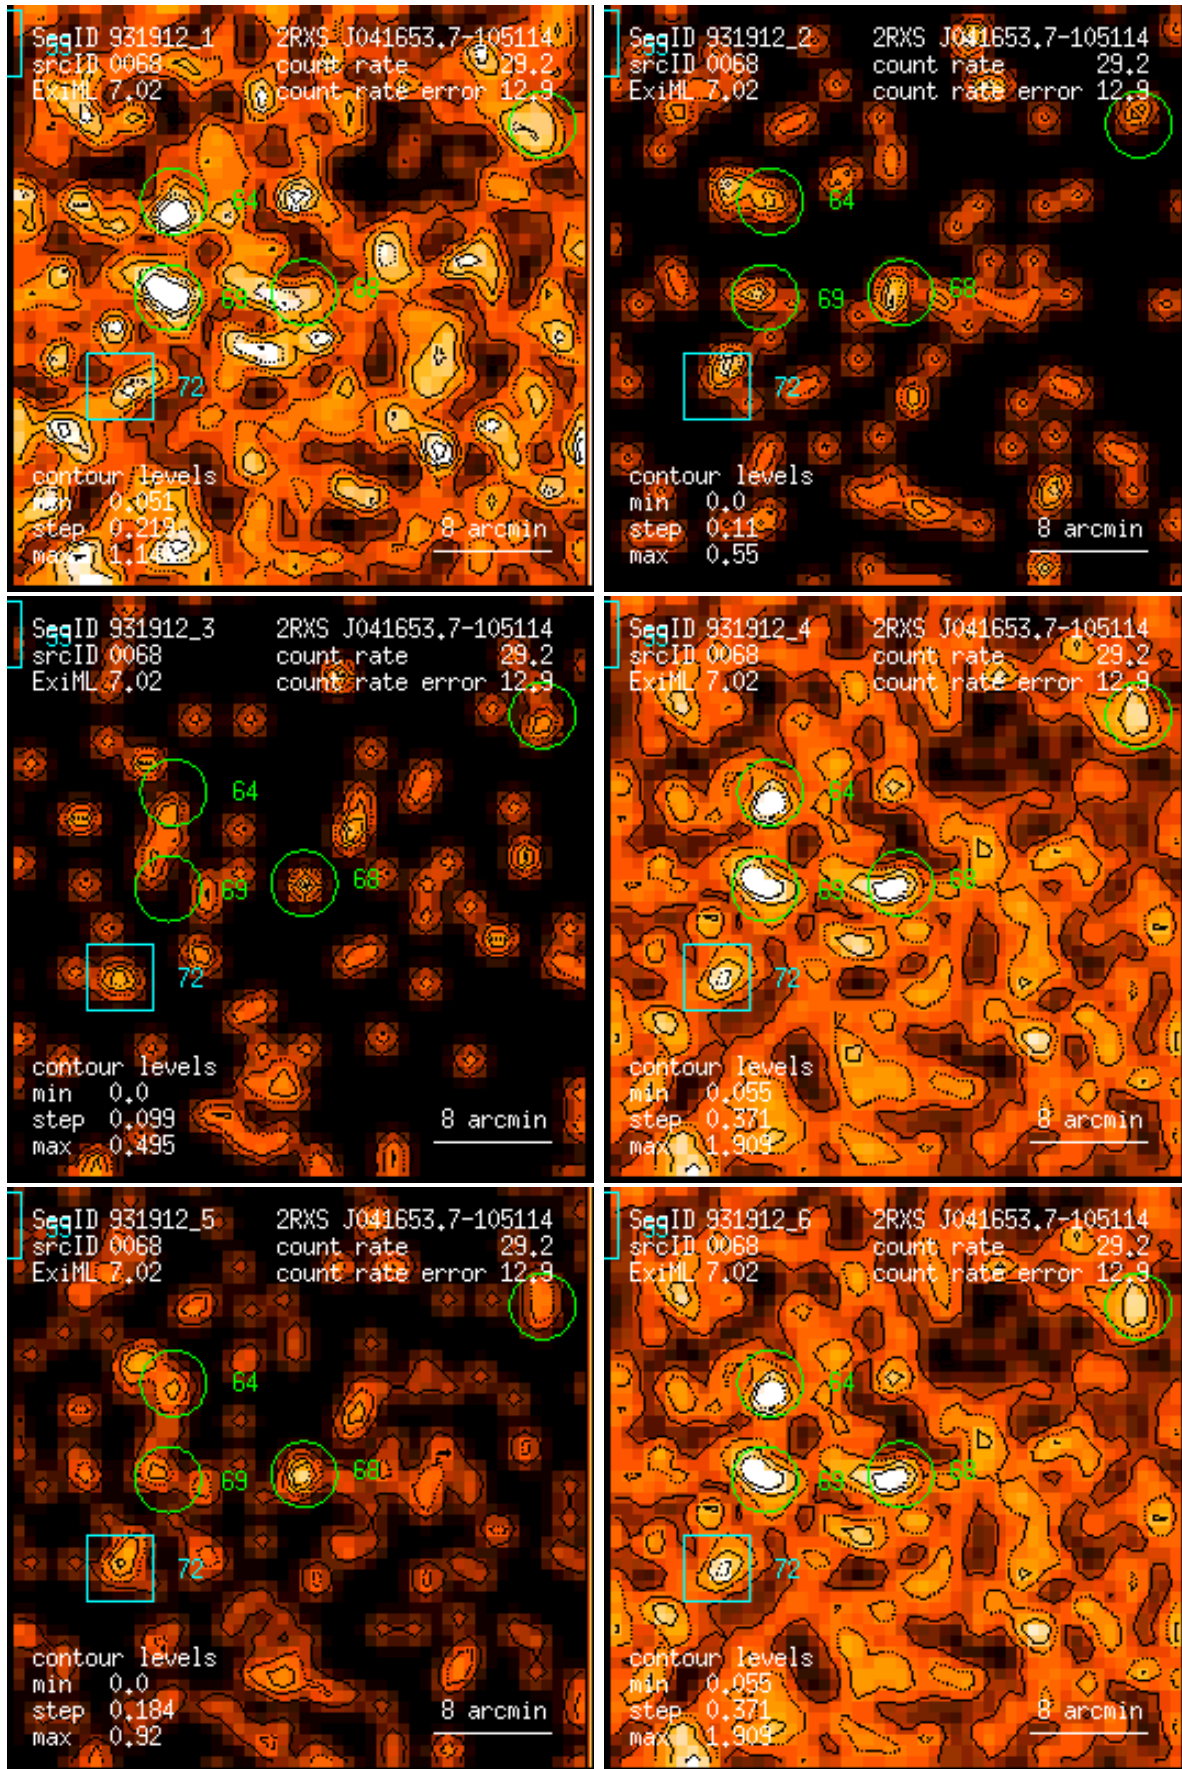 SegID 931912_1 2RXS J041653.7-105114
55
srcID 0068 count rate 29.2
ExiML 7.02 count rate error 12.9
64
69 68
72
contour levels
min 0.051
step 0.219
8 arcmin
SegID 931912_2 2RXS J041653.7-105114
55
srcID 0068 count rate 29.2
ExiML 7.02 count rate error 12.9
64
69 68
72
contour levels
min 0.0
step 0.11 8 arcmin
max 0.55
SegID 931912_3 2RXS J041653.7-105114
55
srcID 0068 count rate 29.2
ExiML 7.02 count rate error 12.9
64
69 68
72
contour levels
min 0.0
step 0.099 8 arcmin
max 0.495
SegID 931912_4 2RXS J041653.7-105114
55
srcID 0068 count rate 29.2
ExiML 7.02 count rate error 12.9
64
69 68
72
contour levels
min 0.055
step 0.371 8 arcmin
max 1.909
SegID 931912_5 2RXS J041653.7-105114
55
srcID 0068 count rate 29.2
ExiML 7.02 count rate error 12.9
64
69 68
72
contour levels
min 0.0
step 0.184 8 arcmin
max 0.92
SegID 931912_6 2RXS J041653.7-105114
55
srcID 0068 count rate 29.2
ExiML 7.02 count rate error 12.9
64
69 68
72
contour levels
min 0.055
step 0.371 8 arcmin
max 1.909